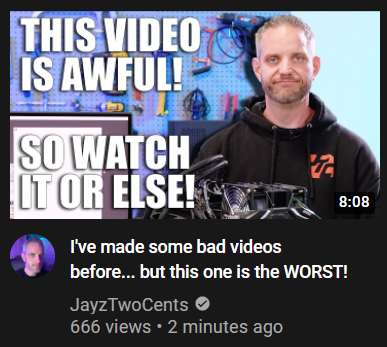 THIS VIDEO
IS AWFUL!
SO WATCH
IT OR ELSE!
8:08
I've made some bad videos
before... but this one is the WORST!
JayzTwoCents
666 views • 2 minutes ago